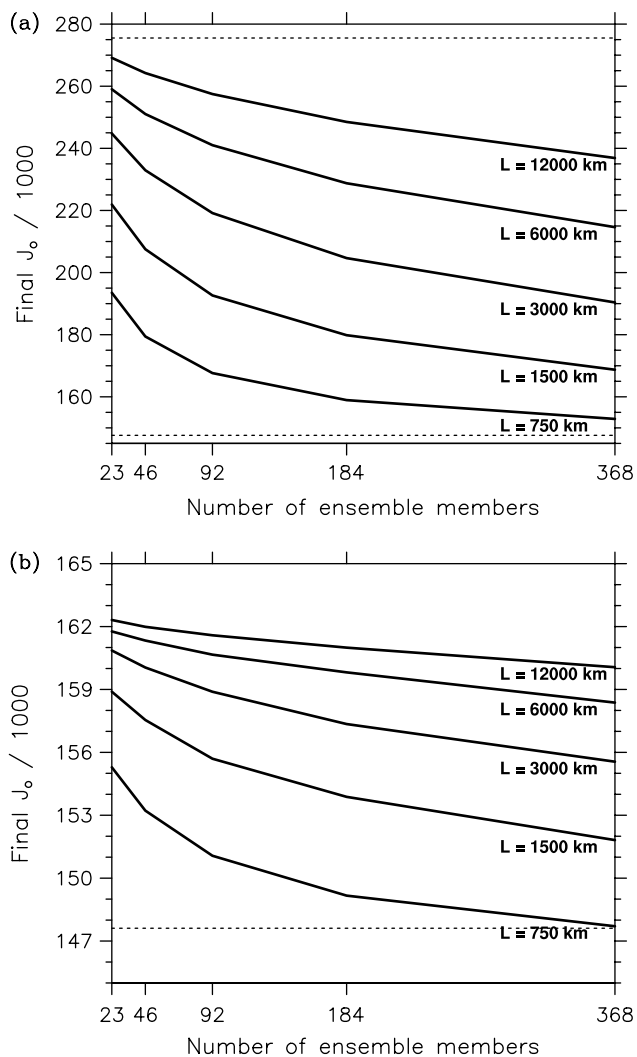 (a)
280
260
240
220
200
180
160
Final Jₒ / 1000
L = 12000 km
L = 6000 km
L = 3000 km
L = 1500 km
L = 750 km
23 46 92 184 368
Number of ensemble members
(b)
165
162
159
156
153
150
147
Final Jₒ / 1000
L = 12000 km
L = 6000 km
L = 3000 km
L = 1500 km
L = 750 km
23 46 92 184 368
Number of ensemble members